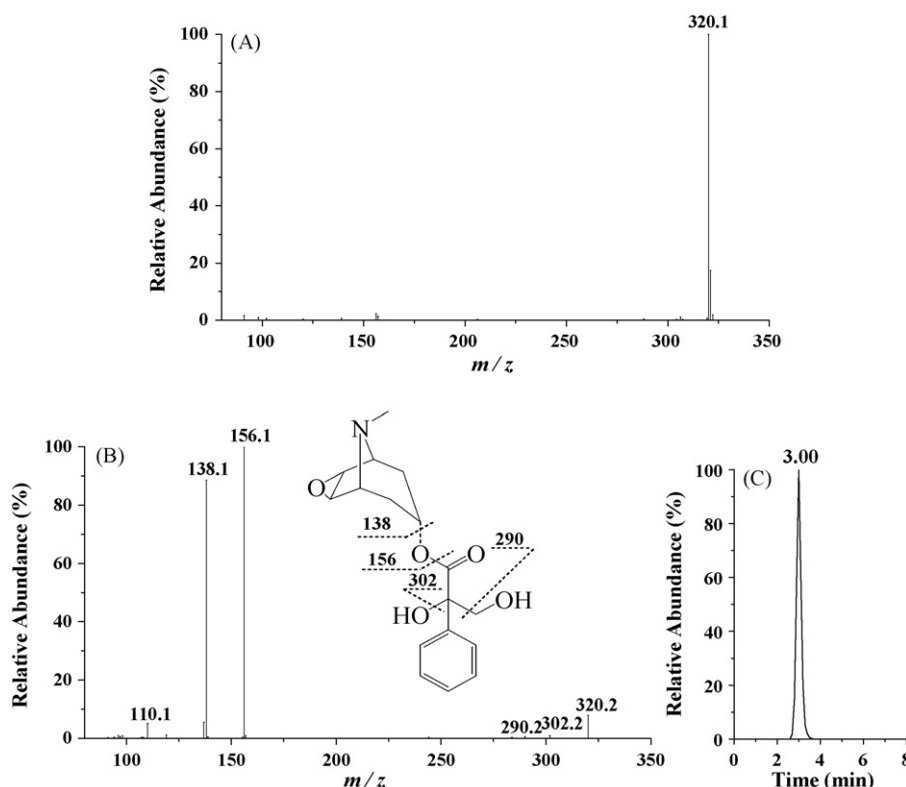 (A)
320.1
Relative Abundance (%)
100
80
60
40
20
0
100 150 200 250 300 350
m / z
(B)
156.1
138.1
110.1
290.2
302.2
320.2
Relative Abundance (%)
100
80
60
40
20
0
100 150 200 250 300 350
m / z
N
O
138
O
O
290
156
302
HO
OH
(C)
3.00
Relative Abundance (%)
100
80
60
40
20
0
0 2 4 6 8
Time (min)